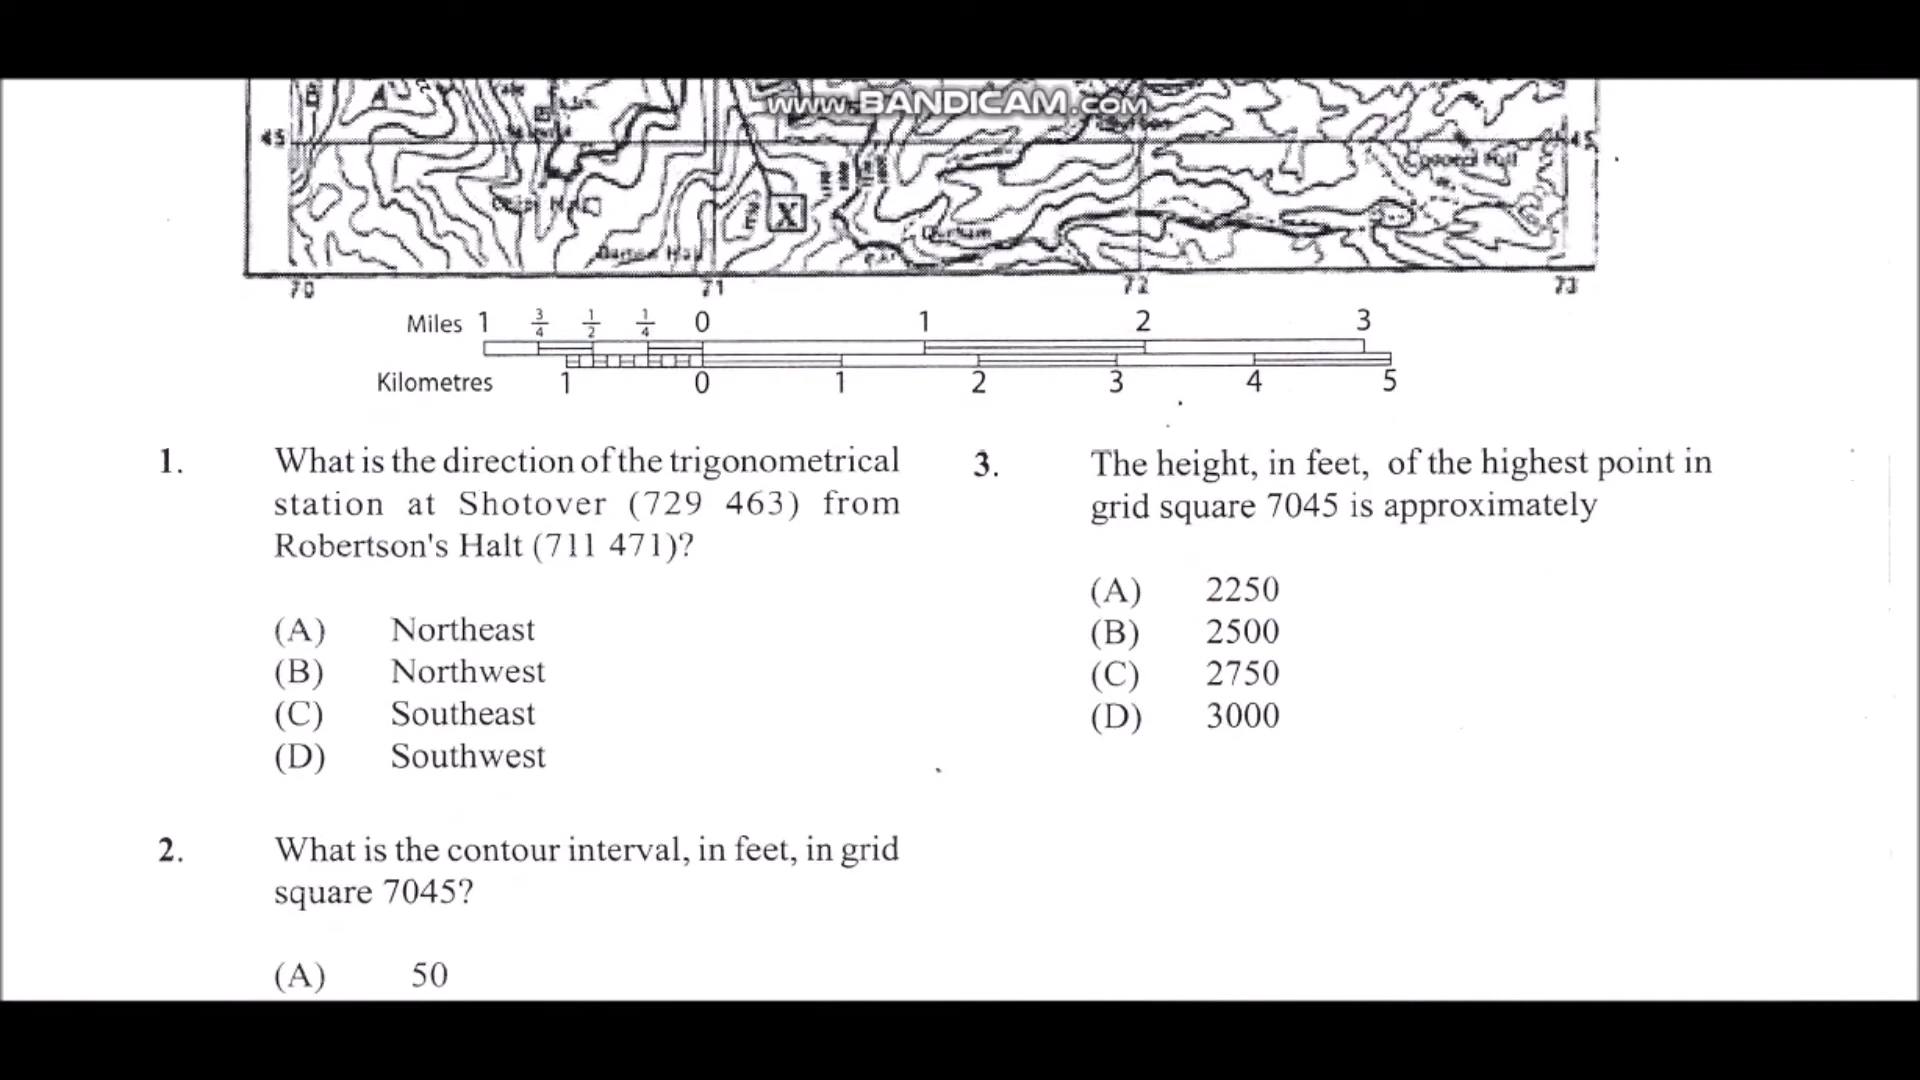 www.BANDICAM.com
45
45
X
Durham
70
71
72
73
Miles 1 3/4 1/2 1/4 0 1 2 3
Kilometres 1 0 1 2 3 4 5
1. What is the direction of the trigonometrical
station at Shotover (729 463) from
Robertson's Halt (711 471)?
(A) Northeast
(B) Northwest
(C) Southeast
(D) Southwest
2. What is the contour interval, in feet, in grid
square 7045?
(A) 50
3. The height, in feet, of the highest point in
grid square 7045 is approximately
(A) 2250
(B) 2500
(C) 2750
(D) 3000